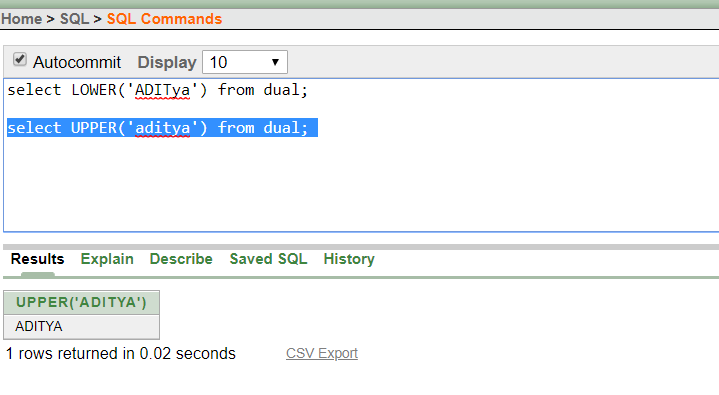 Home > SQL > SQL Commands
Autocommit Display 10
select LOWER('ADITya') from dual;
select UPPER('aditya') from dual;
Results Explain Describe Saved SQL History
UPPER('ADITYA')
ADITYA
1 rows returned in 0.02 seconds CSV Export